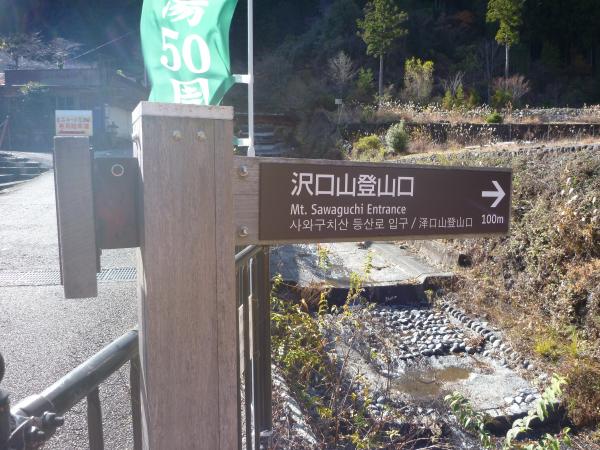 湯
50
周
沢口山登山口
Mt. Sawaguchi Entrance
사와구치산 등산로 입구 / 泽口山登山口
100m